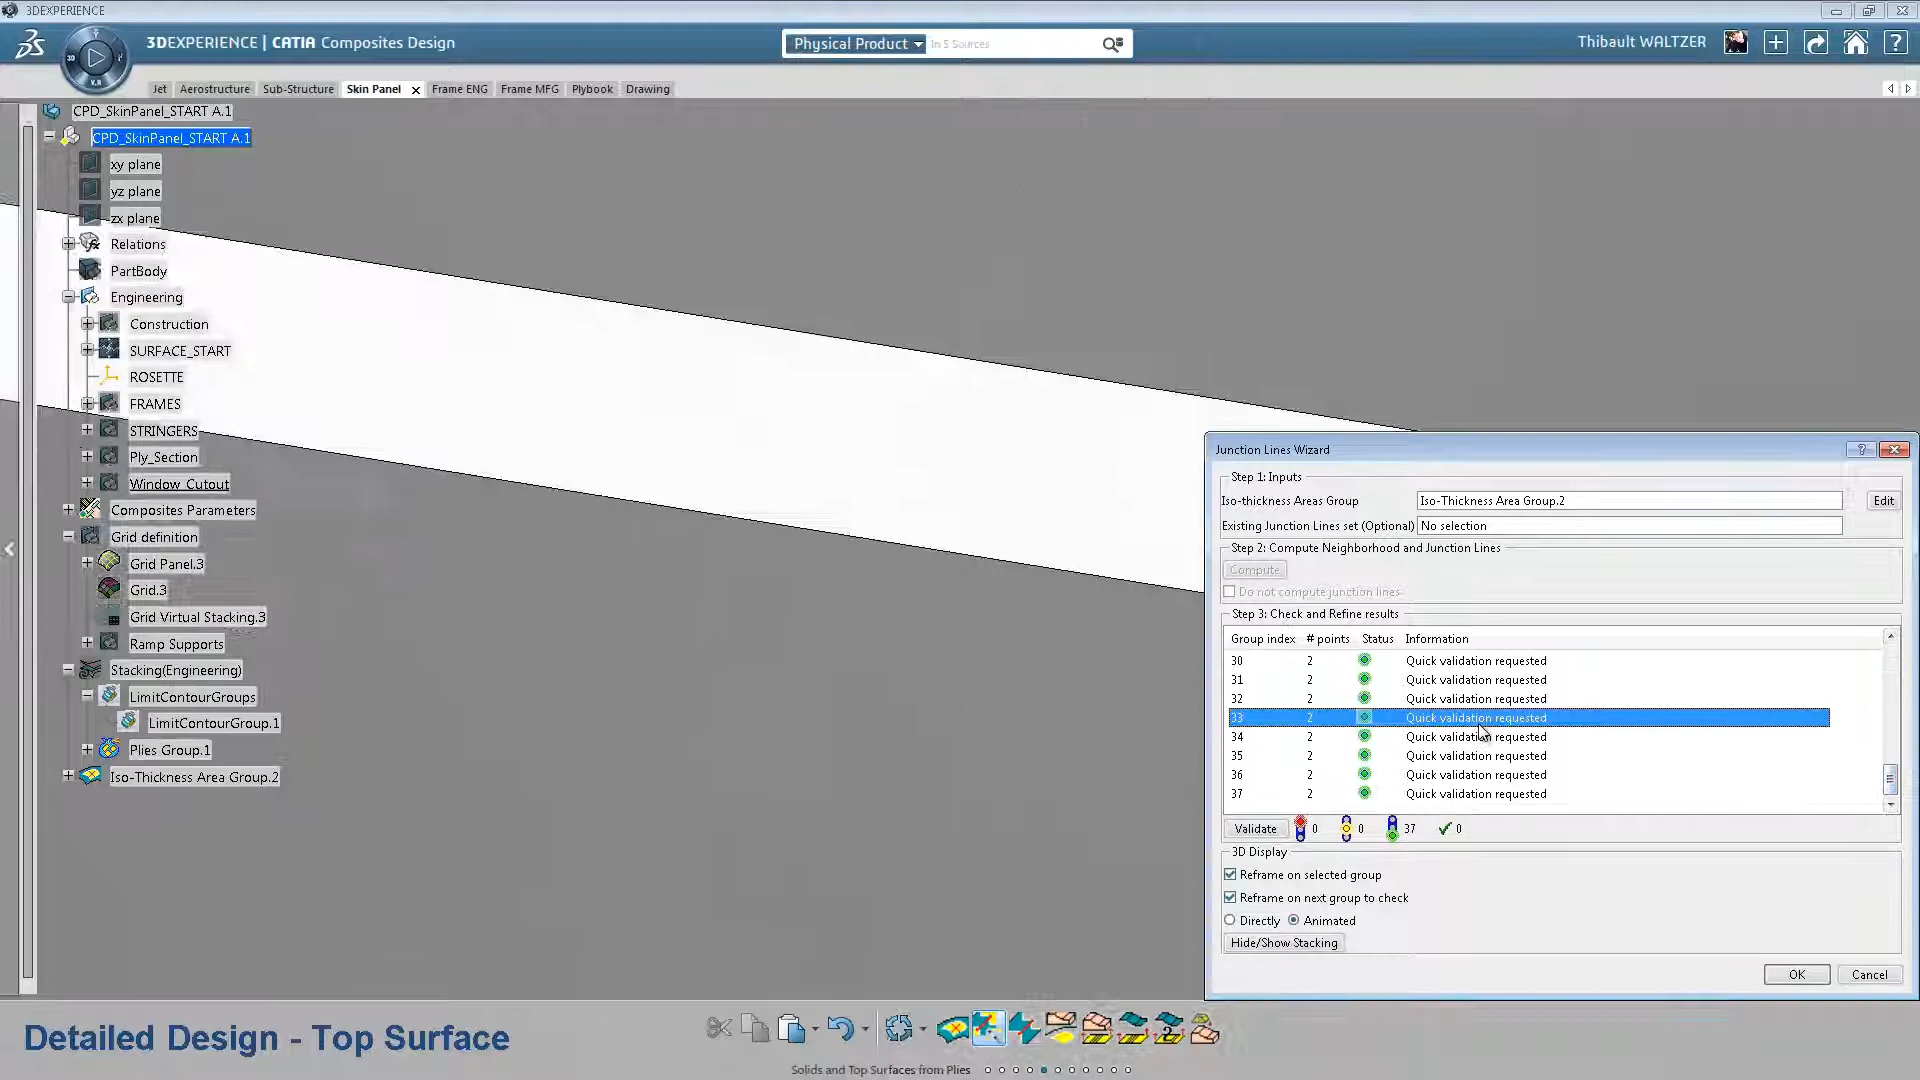 3DEXPERIENCE
3DEXPERIENCE | CATIA Composites Design
3D
V.R
Physical Product
In 5 Sources
Thibault WALTZER
Jet
Aerostructure
Sub-Structure
Skin Panel
Frame ENG
Frame MFG
Plybook
Drawing
CPD_SkinPanel_START A.1
CPD_SkinPanel_START A.1
xy plane
yz plane
zx plane
Relations
PartBody
Engineering
Construction
SURFACE_START
ROSETTE
FRAMES
STRINGERS
Ply_Section
Window_Cutout
Composites Parameters
Grid definition
Grid Panel.3
Grid.3
Grid Virtual Stacking.3
Ramp Supports
Stacking(Engineering)
LimitContourGroups
LimitContourGroup.1
Plies Group.1
Iso-Thickness Area Group.2
Junction Lines Wizard
Step 1: Inputs
Iso-thickness Areas Group Iso-Thickness Area Group.2 Edit
Existing Junction Lines set (Optional) No selection
Step 2: Compute Neighborhood and Junction Lines
Compute
Do not compute junction lines
Step 3: Check and Refine results
Group index # points Status Information
30 2 Quick validation requested
31 2 Quick validation requested
32 2 Quick validation requested
33 2 Quick validation requested
34 2 Quick validation requested
35 2 Quick validation requested
36 2 Quick validation requested
37 2 Quick validation requested
Validate 0 0 37 0
3D Display
Reframe on selected group
Reframe on next group to check
Directly Animated
Hide/Show Stacking
OK Cancel
Detailed Design - Top Surface
Solids and Top Surfaces from Plies